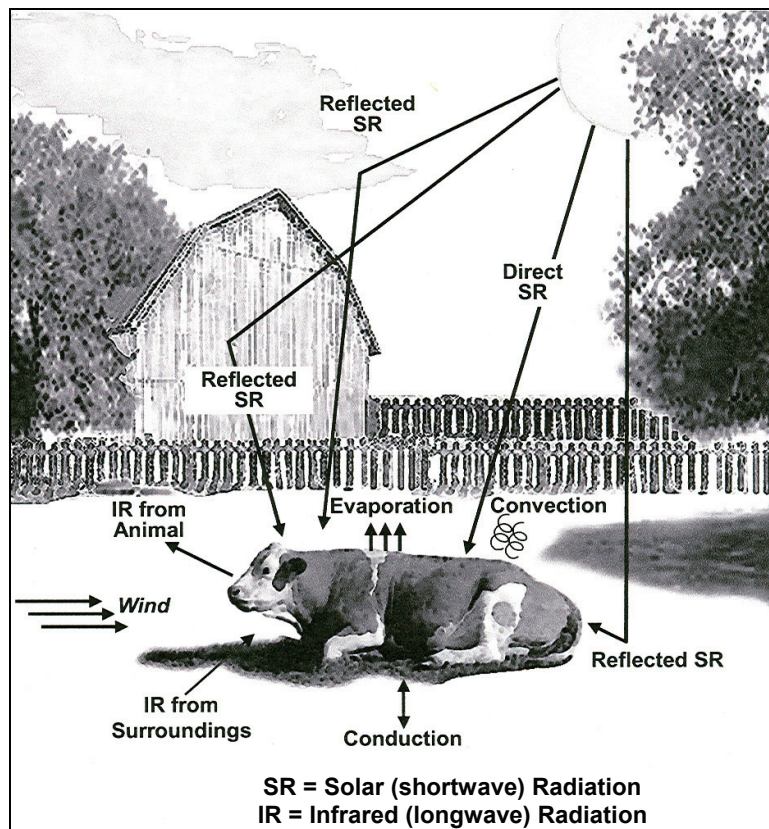 Reflected
SR
Direct
SR
Reflected
SR
IR from
Animal
Evaporation
Convection
Wind
Reflected SR
IR from
Surroundings
Conduction
SR = Solar (shortwave) Radiation
IR = Infrared (longwave) Radiation